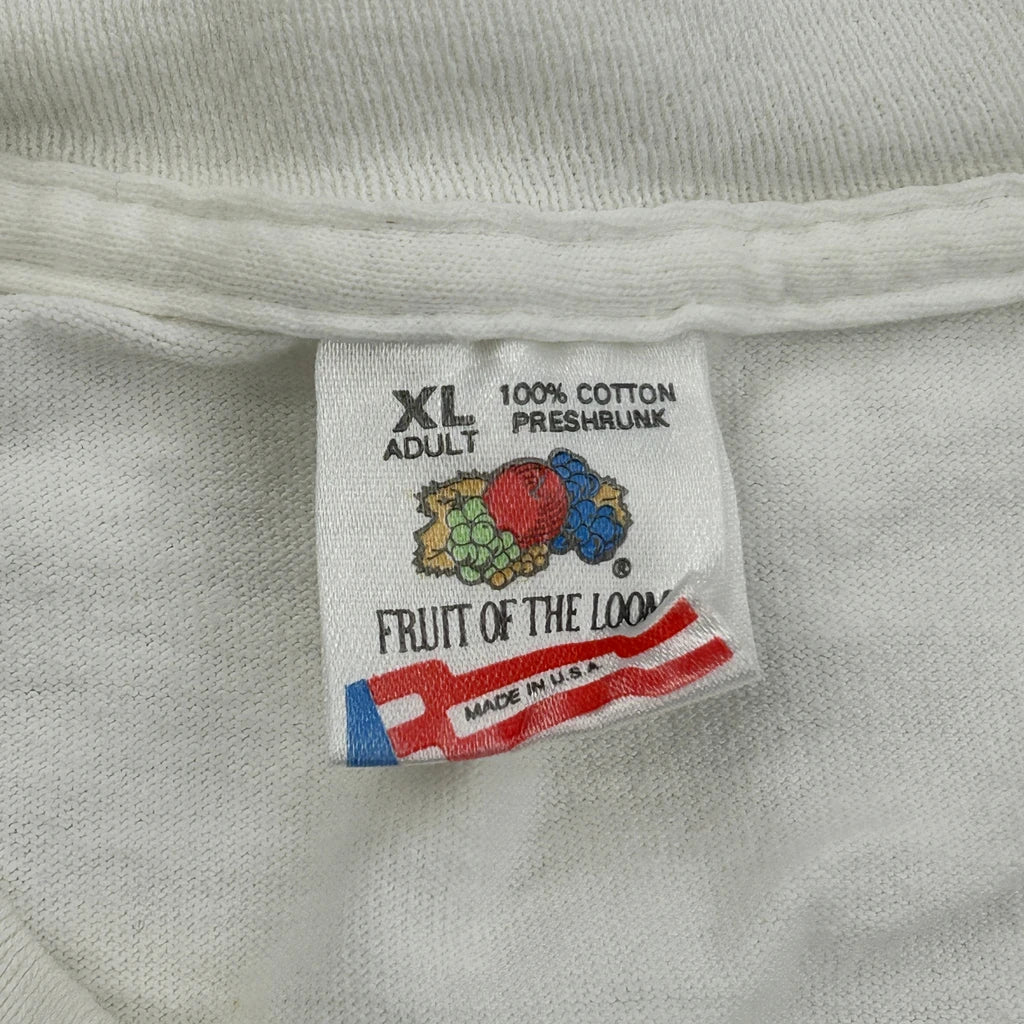 XL
ADULT
100% COTTON
PRESHRUNK
®
FRUIT OF THE LOOM
MADE IN U.S.A.